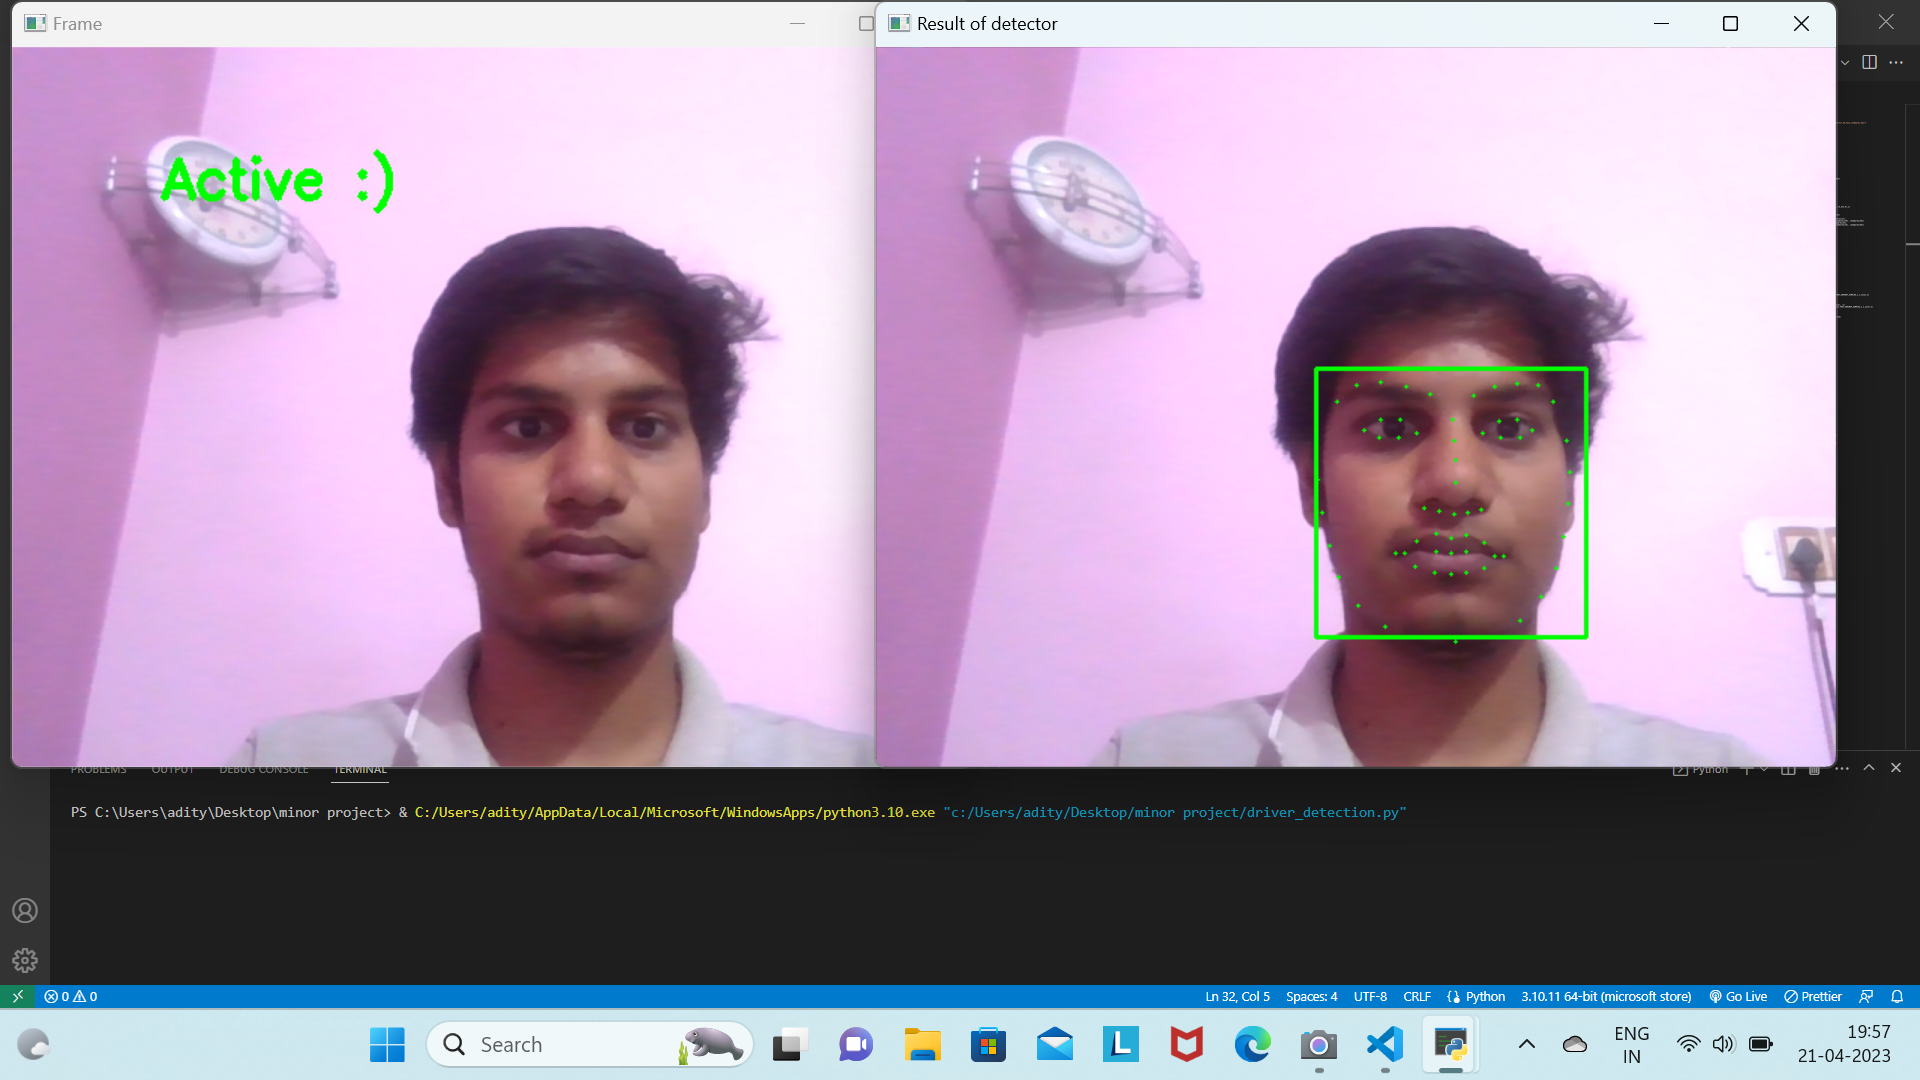 Frame
Result of detector
Active :)
PROBLEMS OUTPUT DEBUG CONSOLE TERMINAL
Python
PS C:\Users\adity\Desktop\minor project> & C:/Users/adity/AppData/Local/Microsoft/WindowsApps/python3.10.exe "c:/Users/adity/Desktop/minor project/driver_detection.py"
0 0
Ln 32, Col 5 Spaces: 4 UTF-8 CRLF Python 3.10.11 64-bit (microsoft store) Go Live Prettier
Search
L
ENG
IN
19:57
21-04-2023